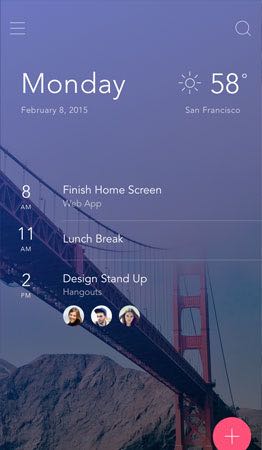 Monday
58°
February 8, 2015
San Francisco
8
AM
Finish Home Screen
Web App
11
AM
Lunch Break
2
PM
Design Stand Up
Hangouts